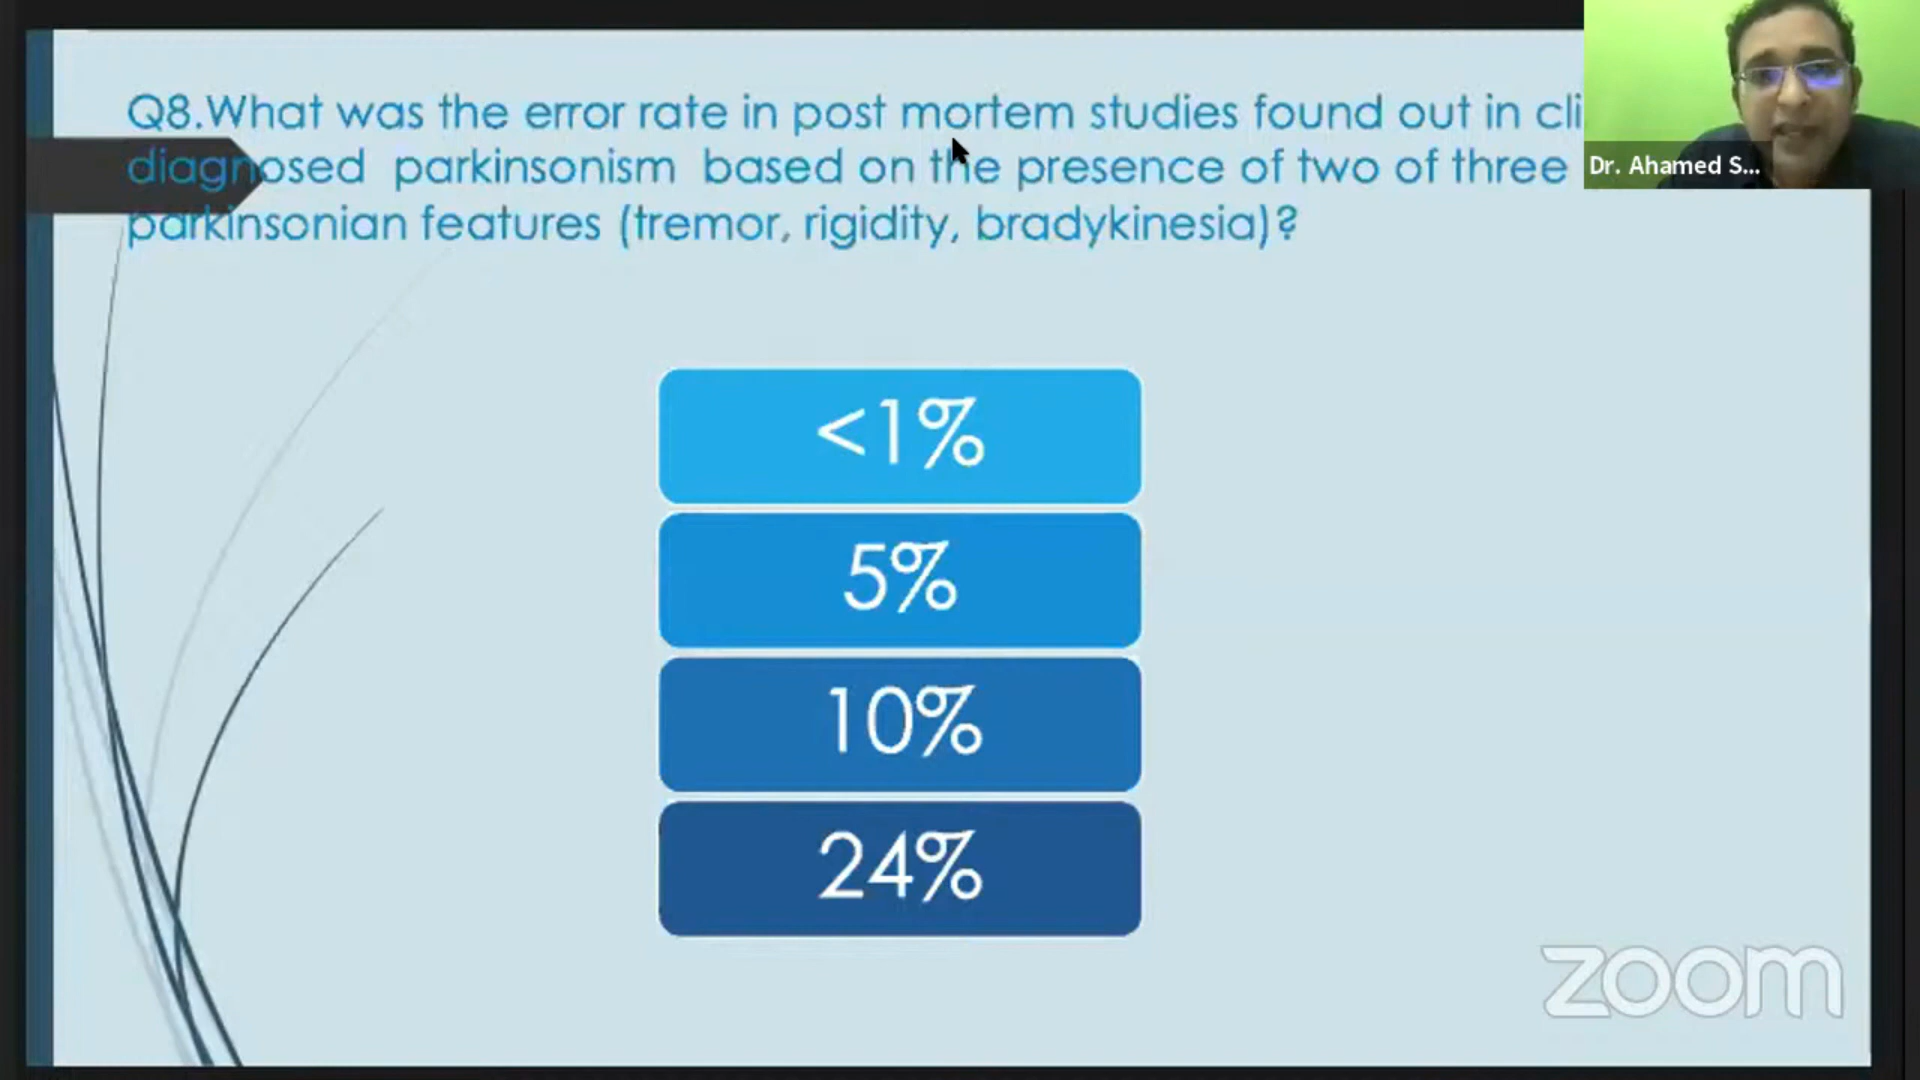 Q8.What was the error rate in post mortem studies found out in cli
diagnosed parkinsonism based on the presence of two of three
parkinsonian features (tremor, rigidity, bradykinesia)?
Dr. Ahamed S...
<1%
5%
10%
24%
zoom